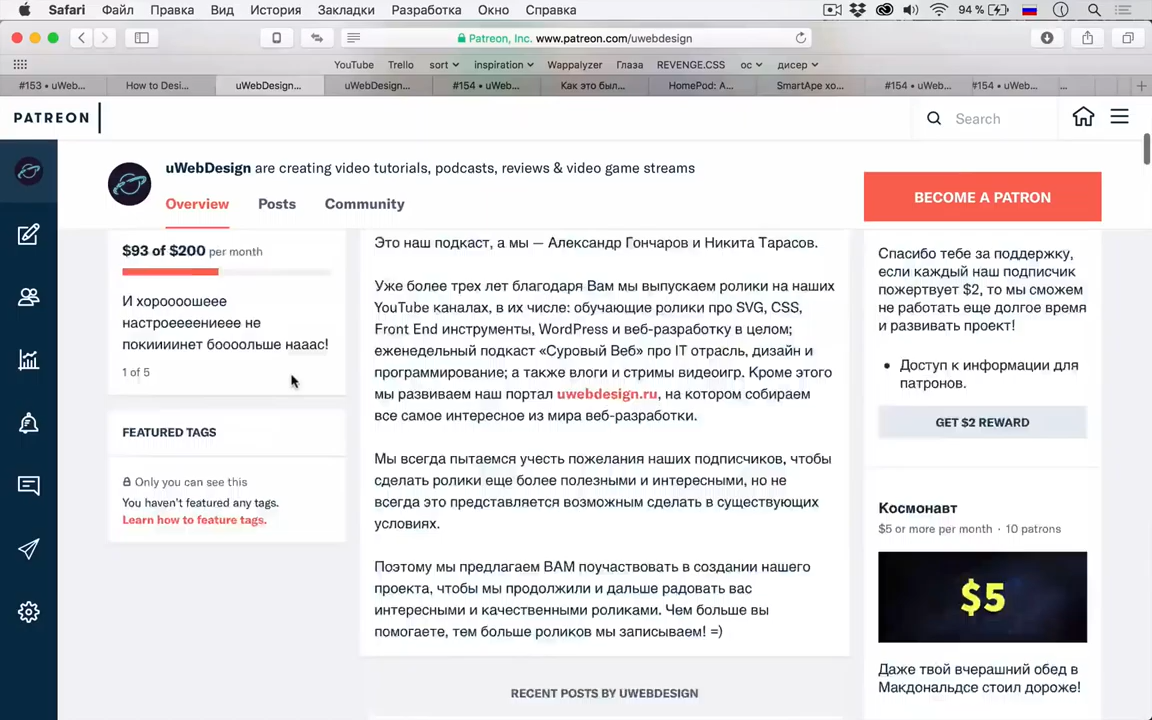 Safari Файл Правка Вид История Закладки Разработка Окно Справка 94 %
Patreon, Inc. www.patreon.com/uwebdesign
YouTube Trello sort inspiration Wappalyzer Глаза REVENGE.CSS ос дисер
#153 • uWeb... How to Desi... uWebDesign... uWebDesign... #154 • uWeb... Как это был... HomePod: A... SmartApe хо... #154 • uWeb... #154 • uWeb... ...
PATREON
Search
uWebDesign are creating video tutorials, podcasts, reviews & video game streams
Overview Posts Community
BECOME A PATRON
$93 of $200 per month
И хороооошеее
настроеееениеее не
покиииинет боооольше нааас!
1 of 5
FEATURED TAGS
Only you can see this
You haven't featured any tags.
Learn how to feature tags.
Это наш подкаст, а мы — Александр Гончаров и Никита Тарасов.
Уже более трех лет благодаря Вам мы выпускаем ролики на наших
YouTube каналах, в их числе: обучающие ролики про SVG, CSS,
Front End инструменты, WordPress и веб-разработку в целом;
еженедельный подкаст «Суровый Веб» про IT отрасль, дизайн и
программирование; а также влоги и стримы видеоигр. Кроме этого
мы развиваем наш портал uwebdesign.ru, на котором собираем
все самое интересное из мира веб-разработки.
Мы всегда пытаемся учесть пожелания наших подписчиков, чтобы
сделать ролики еще более полезными и интересными, но не
всегда это представляется возможным сделать в существующих
условиях.
Поэтому мы предлагаем ВАМ поучаствовать в создании нашего
проекта, чтобы мы продолжили и дальше радовать вас
интересными и качественными роликами. Чем больше вы
помогаете, тем больше роликов мы записываем! =)
RECENT POSTS BY UWEBDESIGN
Спасибо тебе за поддержку,
если каждый наш подписчик
пожертвует $2, то мы сможем
не работать еще долгое время
и развивать проект!
• Доступ к информации для
патронов.
GET $2 REWARD
Космонавт
$5 or more per month · 10 patrons
$5
Даже твой вчерашний обед в
Макдональдсе стоил дороже!